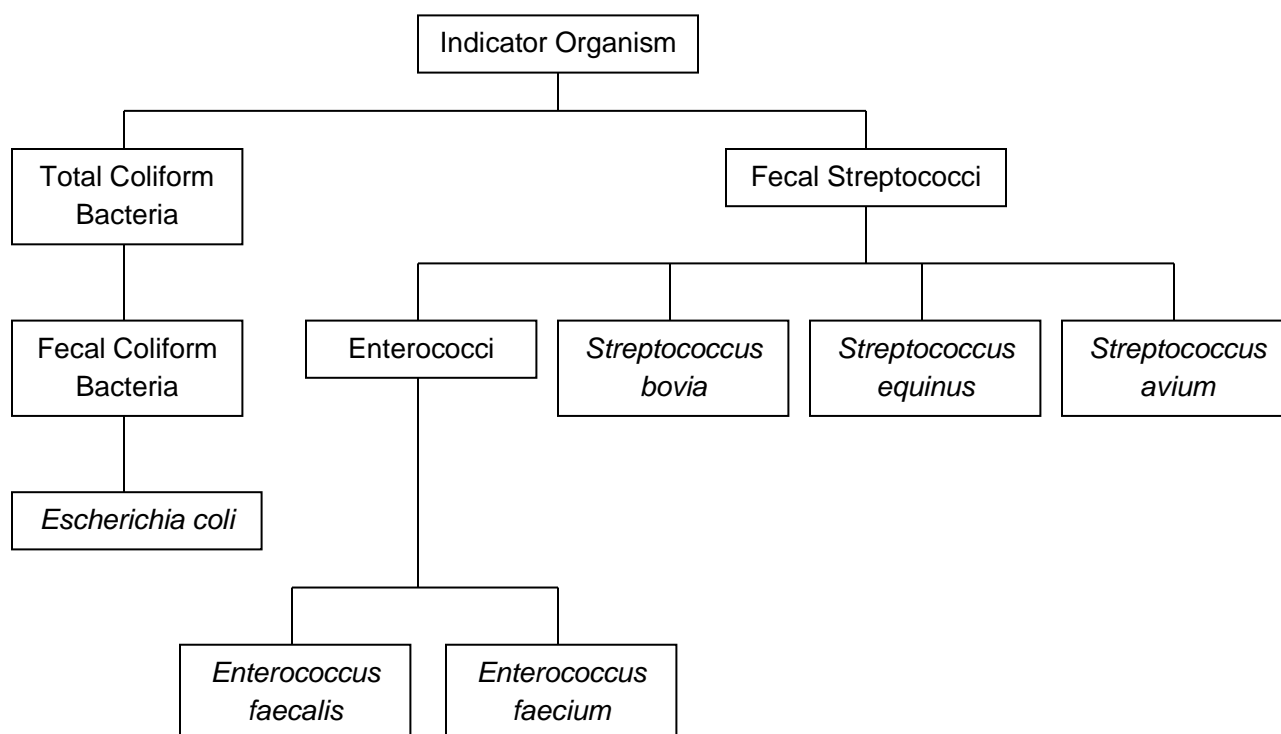 Indicator Organism
Total Coliform
Bacteria
Fecal Streptococci
Fecal Coliform
Bacteria
Enterococci
Streptococcus
bovia
Streptococcus
equinus
Streptococcus
avium
Escherichia coli
Enterococcus
faecalis
Enterococcus
faecium